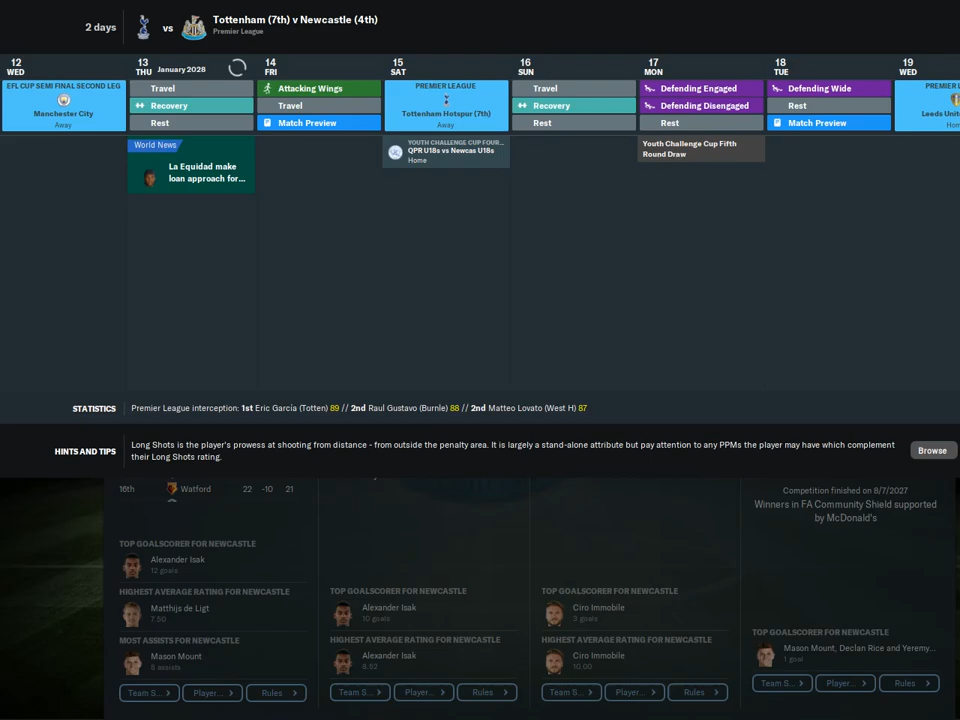 2 days
vs
Tottenham (7th) v Newcastle (4th)
Premier League
12
WED
13
THU January 2028
14
FRI
15
SAT
16
SUN
17
MON
18
TUE
19
WED
EFL CUP SEMI FINAL SECOND LEG
Manchester City
Away
Travel
Recovery
Rest
Attacking Wings
Travel
Match Preview
PREMIER LEAGUE
Tottenham Hotspur (7th)
Away
Travel
Recovery
Rest
Defending Engaged
Defending Disengaged
Rest
Defending Wide
Rest
Match Preview
PREMIER L
Leeds Unit
Away
World News
La Equidad make
loan approach for...
YOUTH CHALLENGE CUP FOUR...
QPR U18s vs Newcas U18s
Home
Youth Challenge Cup Fifth
Round Draw
STATISTICS
Premier League interception: 1st Eric García (Totten) 89 // 2nd Raul Gustavo (Burnle) 88 // 2nd Matteo Lovato (West H) 87
HINTS AND TIPS
Long Shots is the player's prowess at shooting from distance - from outside the penalty area. It is largely a stand-alone attribute but pay attention to any PPMs the player may have which complement
their Long Shots rating.
Browse
16th Watford 22 -10 21
TOP GOALSCORER FOR NEWCASTLE
Alexander Isak
12 goals
HIGHEST AVERAGE RATING FOR NEWCASTLE
Matthijs de Ligt
7.50
MOST ASSISTS FOR NEWCASTLE
Mason Mount
assists
Team S...
Player...
Rules
TOP GOALSCORER FOR NEWCASTLE
Alexander Isak
10 goals
HIGHEST AVERAGE RATING FOR NEWCASTLE
Alexander Isak
8.52
Team S...
Player...
Rules
TOP GOALSCORER FOR NEWCASTLE
Ciro Immobile
3 goals
HIGHEST AVERAGE RATING FOR NEWCASTLE
Ciro Immobile
10.00
Team S...
Player...
Rules
Competition finished on 8/7/2027
Winners in FA Community Shield supported
by McDonald's
TOP GOALSCORER FOR NEWCASTLE
Mason Mount, Declan Rice and Yeremy...
1 goal
Team S...
Player...
Rules